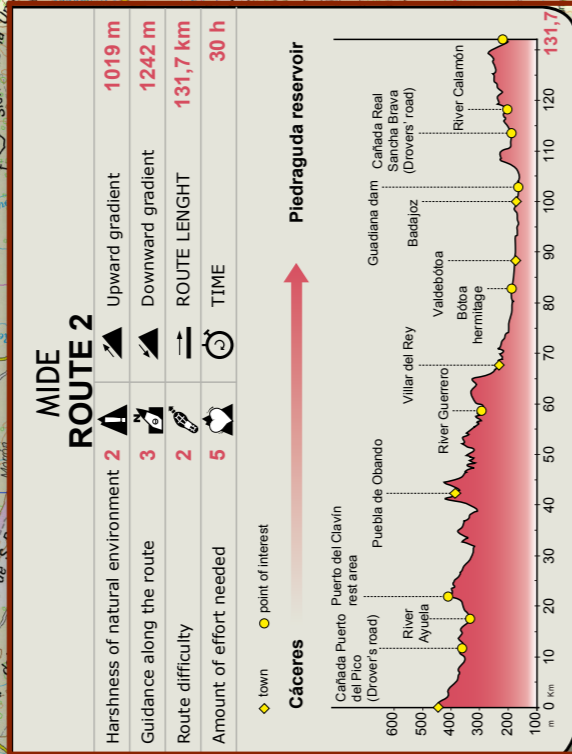 MIDE
ROUTE 2
Harshness of natural environment 2
Upward gradient 1019 m
Guidance along the route 3
N
Downward gradient 1242 m
Route difficulty 2
ROUTE LENGHT 131,7 km
Amount of effort needed 5
TIME 30 h
town
point of interest
Cáceres
Piedraguda reservoir
Cañada Puerto
del Pico
(Drover's road)
River
Ayuela
Puerto del Clavín
rest area
Puebla de Obando
River Guerrero
Villar del Rey
Bótoa
hermitage
Valdebótoa
Badajoz
Guadiana dam
Cañada Real
Sancha Brava
(Drovers' road)
River Calamón
600
500
400
300
200
100
m
0 Km 10 20 30 40 50 60 70 80 90 100 110 120 131,7